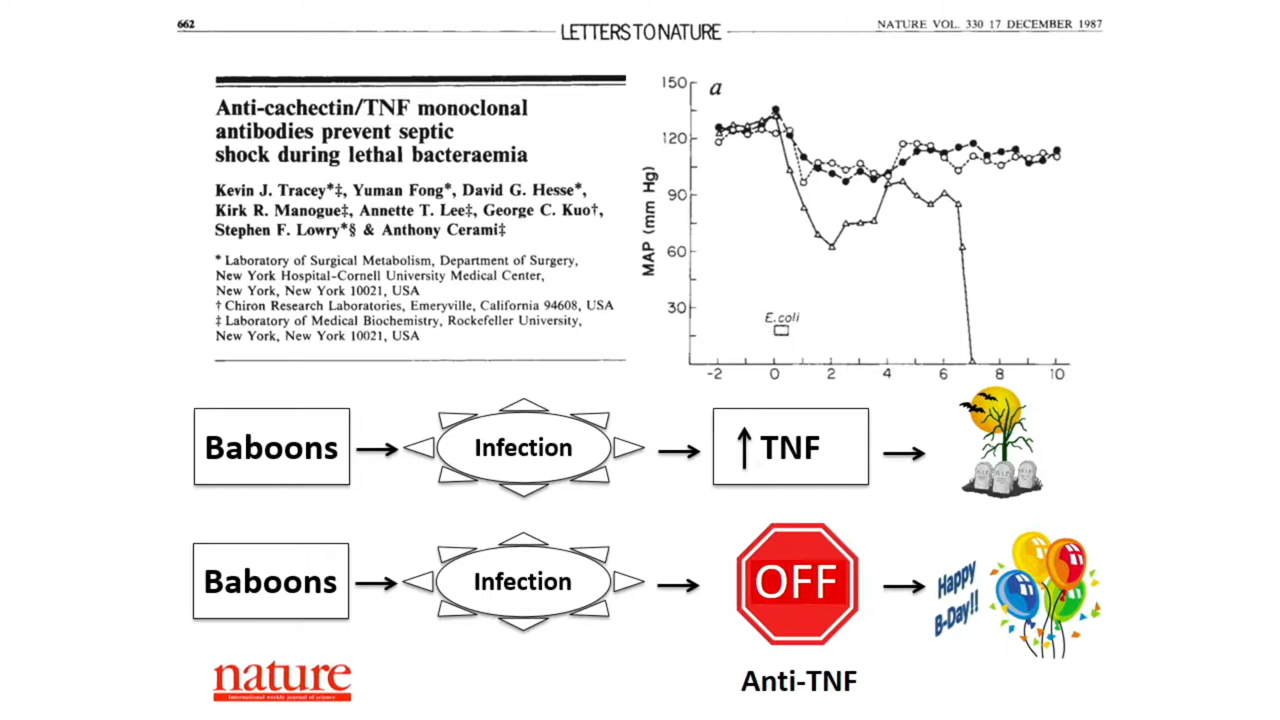 662
LETTERS TO NATURE
NATURE VOL. 330 17 DECEMBER 1987
Anti-cachectin/TNF monoclonal
antibodies prevent septic
shock during lethal bacteraemia
Kevin J. Tracey*‡, Yuman Fong*, David G. Hesse*,
Kirk R. Manogue‡, Annette T. Lee‡, George C. Kuo†,
Stephen F. Lowry*§ & Anthony Cerami‡
* Laboratory of Surgical Metabolism, Department of Surgery,
New York Hospital-Cornell University Medical Center,
New York, New York 10021, USA
† Chiron Research Laboratories, Emeryville, California 94608, USA
‡ Laboratory of Medical Biochemistry, Rockefeller University,
New York, New York 10021, USA
a
MAP (mm Hg)
150
120
90
60
30
E.coli
-2 0 2 4 6 8 10
Baboons Infection ↑ TNF
Baboons Infection OFF Happy
B-Day!!
Anti-TNF
nature
International weekly journal of science